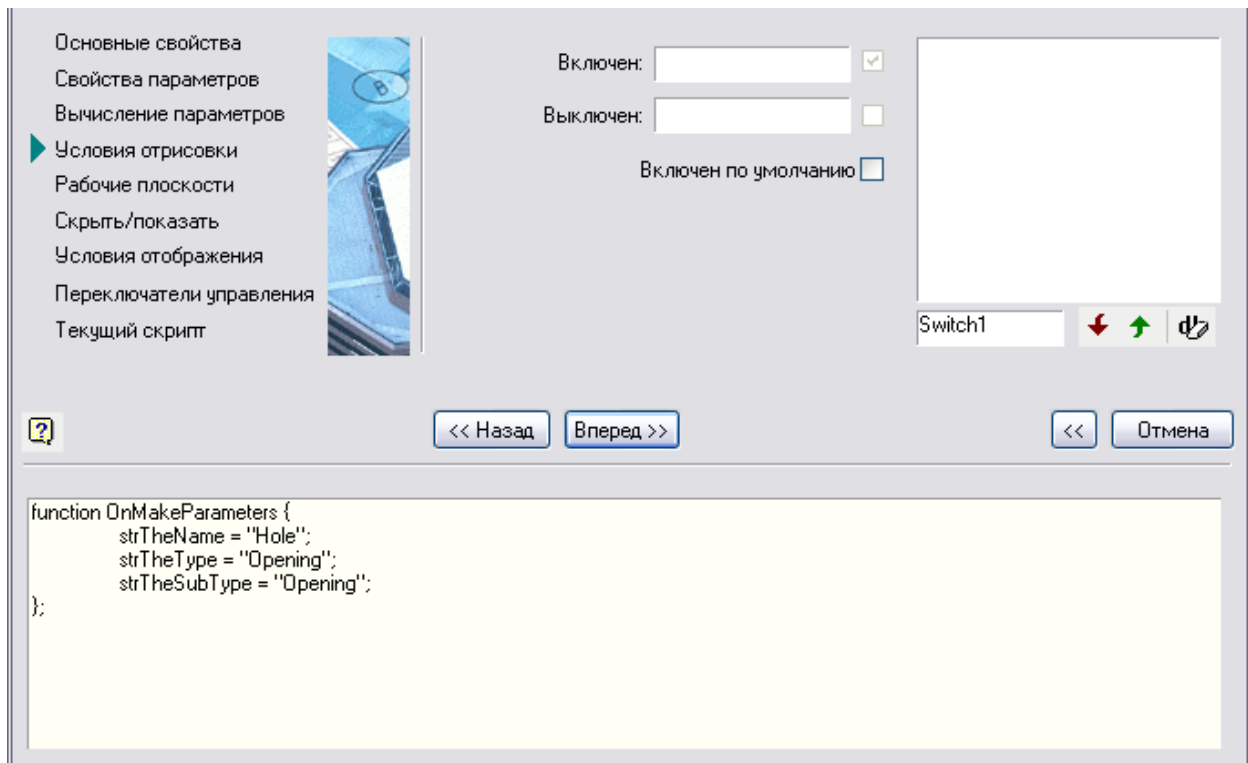 Основные свойства
Свойства параметров
Вычисление параметров
Условия отрисовки
Рабочие плоскости
Скрыть/показать
Условия отображения
Переключатели управления
Текущий скрипт
B
Включен:
Выключен:
Включен по умолчанию
Switch1
<< Назад
Вперед >>
<<
Отмена
function OnMakeParameters {
strTheName = "Hole";
strTheType = "Opening";
strTheSubType = "Opening";
};